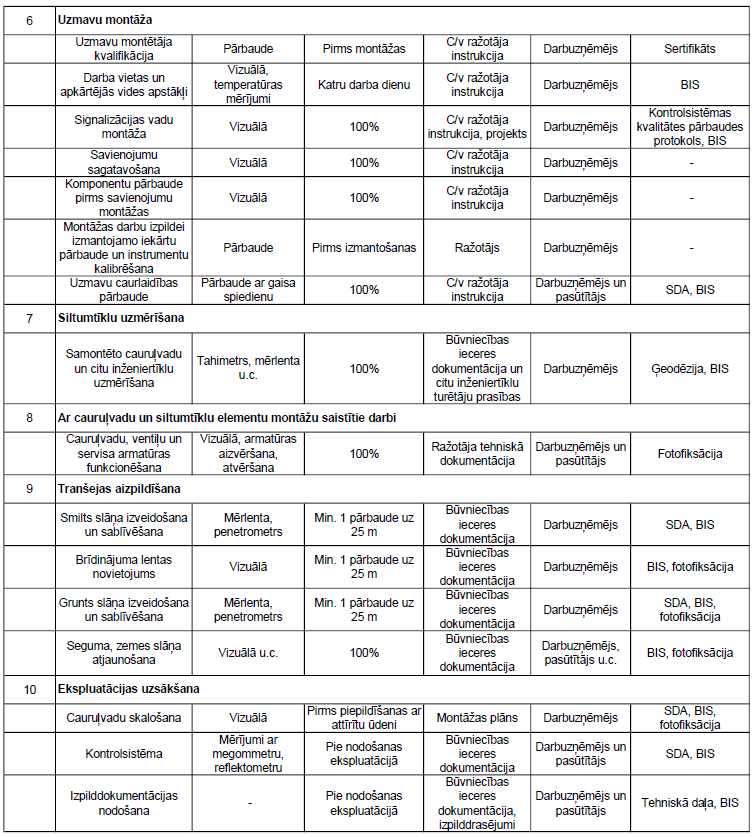 6 Uzmavu montāža
Uzmavu montētāja kvalifikācija Pārbaude Pirms montāžas C/v ražotāja instrukcija Darbuzņēmējs Sertifikāts
Darba vietas un apkārtējās vides apstākļi Vizuālā, temperatūras mērījumi Katru darba dienu C/v ražotāja instrukcija Darbuzņēmējs BIS
Signalizācijas vadu montāža Vizuālā 100% C/v ražotāja instrukcija, projekts Darbuzņēmējs Kontrolsistēmas kvalitātes pārbaudes protokols, BIS
Savienojumu sagatavošana Vizuālā 100% C/v ražotāja instrukcija Darbuzņēmējs -
Komponentu pārbaude pirms savienojumu montāžas Vizuālā 100% C/v ražotāja instrukcija Darbuzņēmējs -
Montāžas darbu izpildei izmantojamo iekārtu pārbaude un instrumentu kalibrēšana Pārbaude Pirms izmantošanas Ražotājs Darbuzņēmējs -
Uzmavu caurlaidības pārbaude Pārbaude ar gaisa spiedienu 100% C/v ražotāja instrukcija Darbuzņēmējs un pasūtītājs SDA, BIS
7 Siltumtīklu uzmērīšana
Samontēto cauruļvadu un citu inženiertīklu uzmērīšana Tahimetrs, mērlenta u.c. 100% Būvniecības ieceres dokumentācija un citu inženiertīklu turētāju prasības Darbuzņēmējs Ģeodēzija, BIS
8 Ar cauruļvadu un siltumtīklu elementu montāžu saistītie darbi
Cauruļvadu, ventiļu un servisa armatūras funkcionēšana Vizuālā, armatūras aizvēršana, atvēršana 100% Ražotāja tehniskā dokumentācija Darbuzņēmējs un pasūtītājs Fotofiksācija
9 Tranšejas aizpildīšana
Smilts slāņa izveidošana un sablīvēšana Mērlenta, penetrometrs Min. 1 pārbaude uz 25 m Būvniecības ieceres dokumentācija Darbuzņēmējs SDA, BIS
Brīdinājuma lentas novietojums Vizuālā Min. 1 pārbaude uz 25 m Būvniecības ieceres dokumentācija Darbuzņēmējs BIS, fotofiksācija
Grunts slāņa izveidošana un sablīvēšana Mērlenta, penetrometrs Min. 1 pārbaude uz 25 m Būvniecības ieceres dokumentācija Darbuzņēmējs SDA, BIS, fotofiksācija
Seguma, zemes slāņa atjaunošana Vizuālā u.c. 100% Būvniecības ieceres dokumentācija Darbuzņēmējs, pasūtītājs u.c. BIS, fotofiksācija
10 Ekspluatācijas uzsākšana
Cauruļvadu skalošana Vizuālā Pirms piepildīšanas ar attīrītu ūdeni Montāžas plāns Darbuzņēmējs SDA, BIS, fotofiksācija
Kontrolsistēma Mērījumi ar megommetru, reflektometru Pie nodošanas ekspluatācijā Būvniecības ieceres dokumentācija Darbuzņēmējs un pasūtītājs SDA, BIS
Izpilddokumentācijas nodošana - Pie nodošanas ekspluatācijā Būvniecības ieceres dokumentācija, izpilddrasējumi Darbuzņēmējs un pasūtītājs Tehniskā daļa, BIS